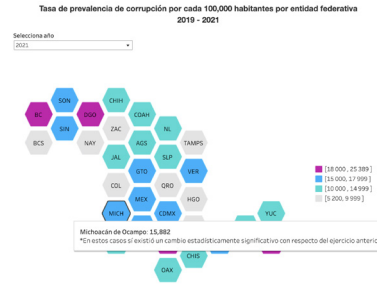 Tasa de prevalencia de corrupción por cada 100,000 habitantes por entidad federativa
2019 - 2021
Selecciona año
2021
SON
CHIH
BC
DGO
COAH
SIN
ZAC
NL
BCS
NAY
AGS
TAMPS
JAL
SLP
GTO
VER
COL
QRO
MEX
HGO
MICH
CDMX
YUC
[18 000 , 25 389 ]
[15 000, 17 999 ]
[10 000 , 14 999 ]
[5 200, 9 999 ]
Michoacán de Ocampo: 15,882
*En estos casos sí existió un cambio estadísticamente significativo con respecto del ejercicio anterior
CHIS
OAX